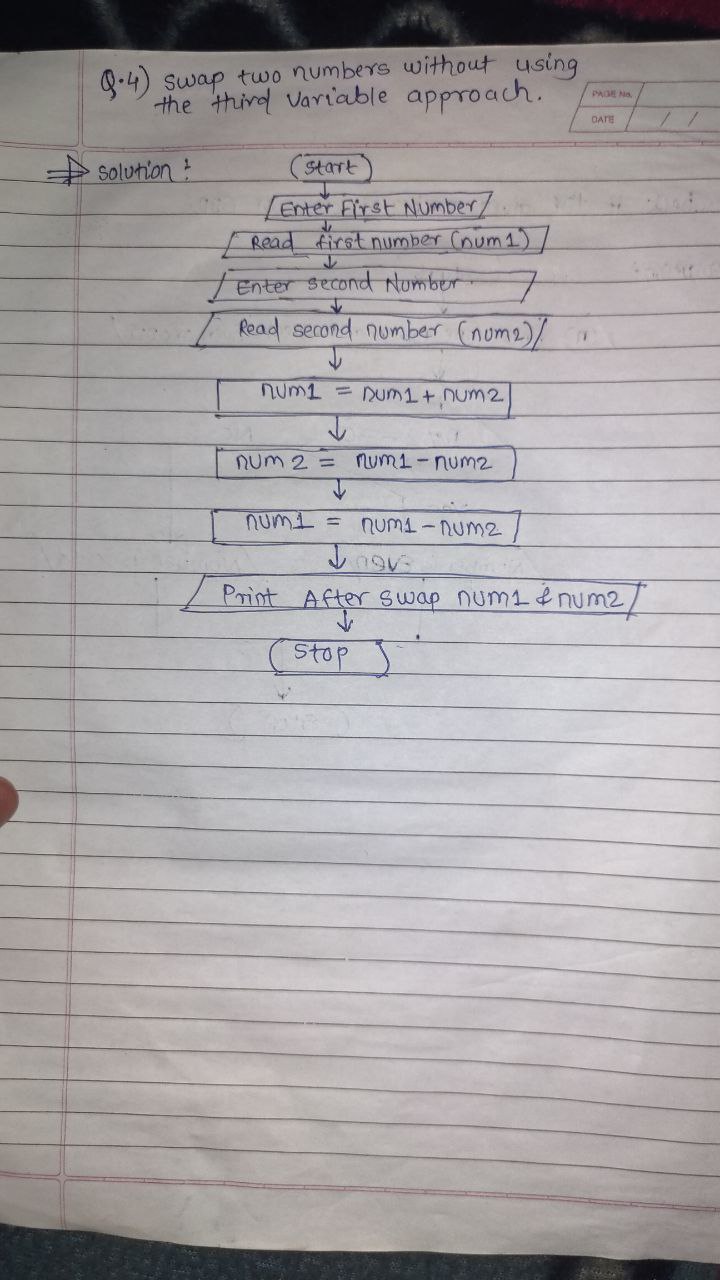 Q.4) swap two numbers without using
the third variable approach.
PAGE No.
DATE / /
⇒ solution :
(Start)
Enter First Number
Read first number (num1)
Enter second Number
Read second number (num2)
num1 = num1 + num2
num2 = num1 - num2
num1 = num1 - num2
Print After swap num1 & num2
Stop